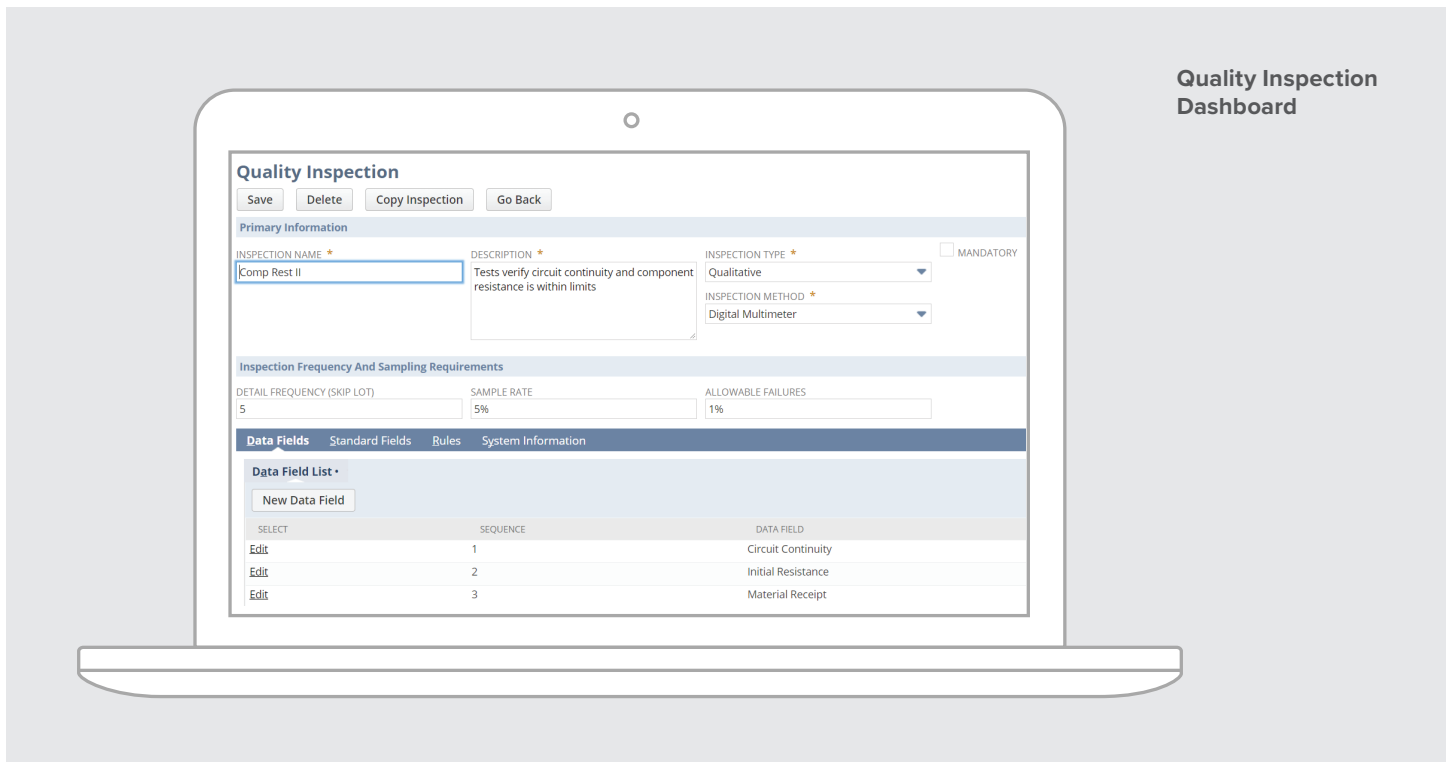 Quality Inspection
Dashboard
Quality Inspection
Save Delete Copy Inspection Go Back
Primary Information
INSPECTION NAME * DESCRIPTION * INSPECTION TYPE * MANDATORY
Comp Rest II Tests verify circuit continuity and component Qualitative
resistance is within limits
INSPECTION METHOD *
Digital Multimeter
Inspection Frequency And Sampling Requirements
DETAIL FREQUENCY (SKIP LOT) SAMPLE RATE ALLOWABLE FAILURES
5 5% 1%
Data Fields Standard Fields Rules System Information
Data Field List •
New Data Field
SELECT SEQUENCE DATA FIELD
Edit 1 Circuit Continuity
Edit 2 Initial Resistance
Edit 3 Material Receipt